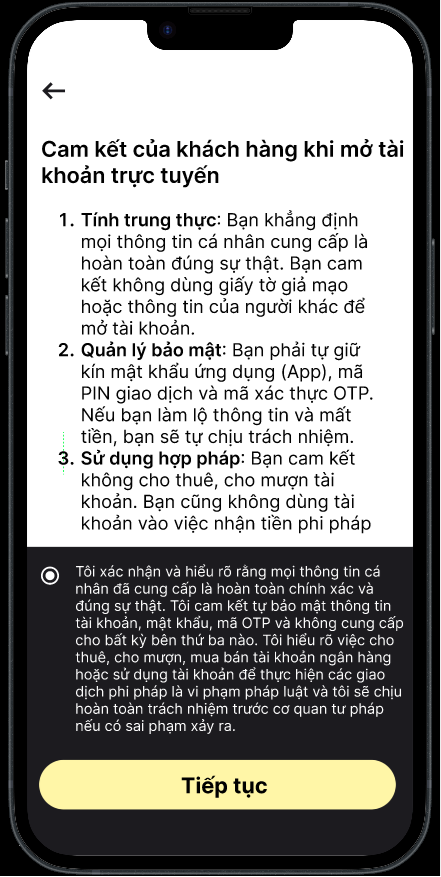 Cam kết của khách hàng khi mở tài
khoản trực tuyến
1. Tính trung thực: Bạn khẳng định
mọi thông tin cá nhân cung cấp là
hoàn toàn đúng sự thật. Bạn cam
kết không dùng giấy tờ giả mạo
hoặc thông tin của người khác để
mở tài khoản.
2. Quản lý bảo mật: Bạn phải tự giữ
kín mật khẩu ứng dụng (App), mã
PIN giao dịch và mã xác thực OTP.
Nếu bạn làm lộ thông tin và mất
tiền, bạn sẽ tự chịu trách nhiệm.
3. Sử dụng hợp pháp: Bạn cam kết
không cho thuê, cho mượn tài
khoản. Bạn cũng không dùng tài
khoản vào việc nhận tiền phi pháp
Tôi xác nhận và hiểu rõ rằng mọi thông tin cá
nhân đã cung cấp là hoàn toàn chính xác và
đúng sự thật. Tôi cam kết tự bảo mật thông tin
tài khoản, mật khẩu, mã OTP và không cung cấp
cho bất kỳ bên thứ ba nào. Tôi hiểu rõ việc cho
thuê, cho mượn, mua bán tài khoản ngân hàng
hoặc sử dụng tài khoản để thực hiện các giao
dịch phi pháp là vi phạm pháp luật và tôi sẽ chịu
hoàn toàn trách nhiệm trước cơ quan tư pháp
nếu có sai phạm xảy ra.
Tiếp tục